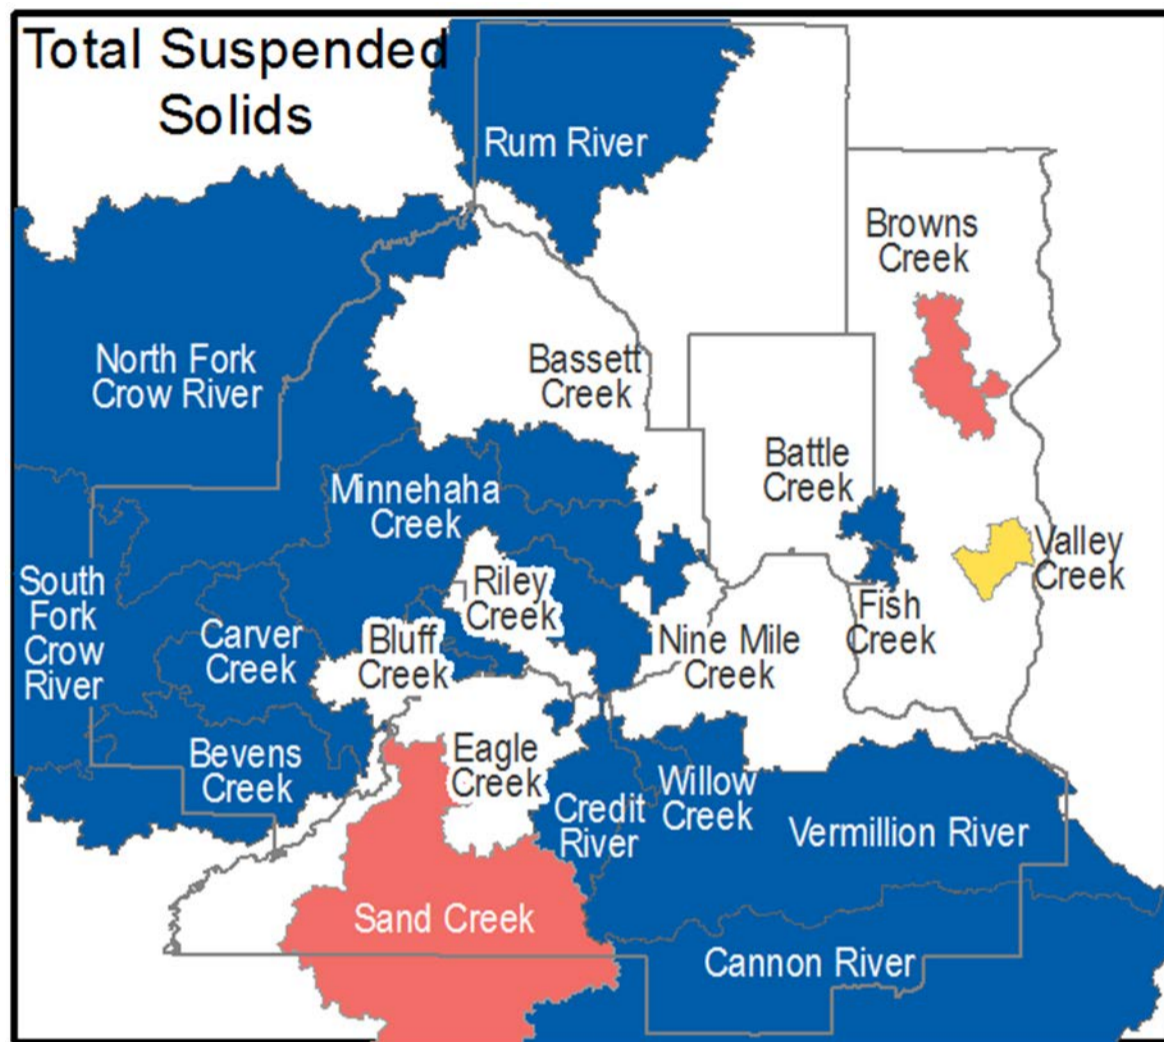 Total Suspended
Solids
Rum River
Browns
Creek
North Fork
Crow River
Bassett
Creek
Battle
Creek
Minnehaha
Creek
Valley
Creek
South
Fork
Crow
River
Riley
Creek
Fish
Creek
Carver
Creek
Bluff
Creek
Nine Mile
Creek
Bevens
Creek
Eagle
Creek
Willow
Creek
Credit
River
Vermillion River
Sand Creek
Cannon River